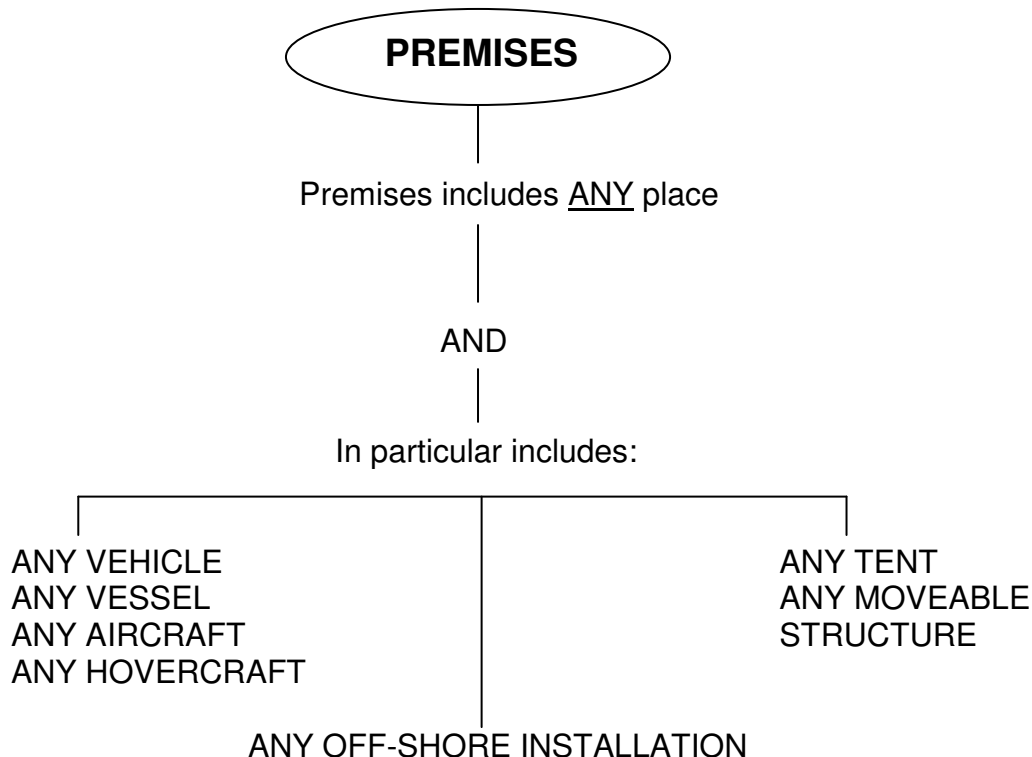 PREMISES
Premises includes ANY place
AND
In particular includes:
ANY VEHICLE
ANY VESSEL
ANY AIRCRAFT
ANY HOVERCRAFT
ANY TENT
ANY MOVEABLE
STRUCTURE
ANY OFF-SHORE INSTALLATION